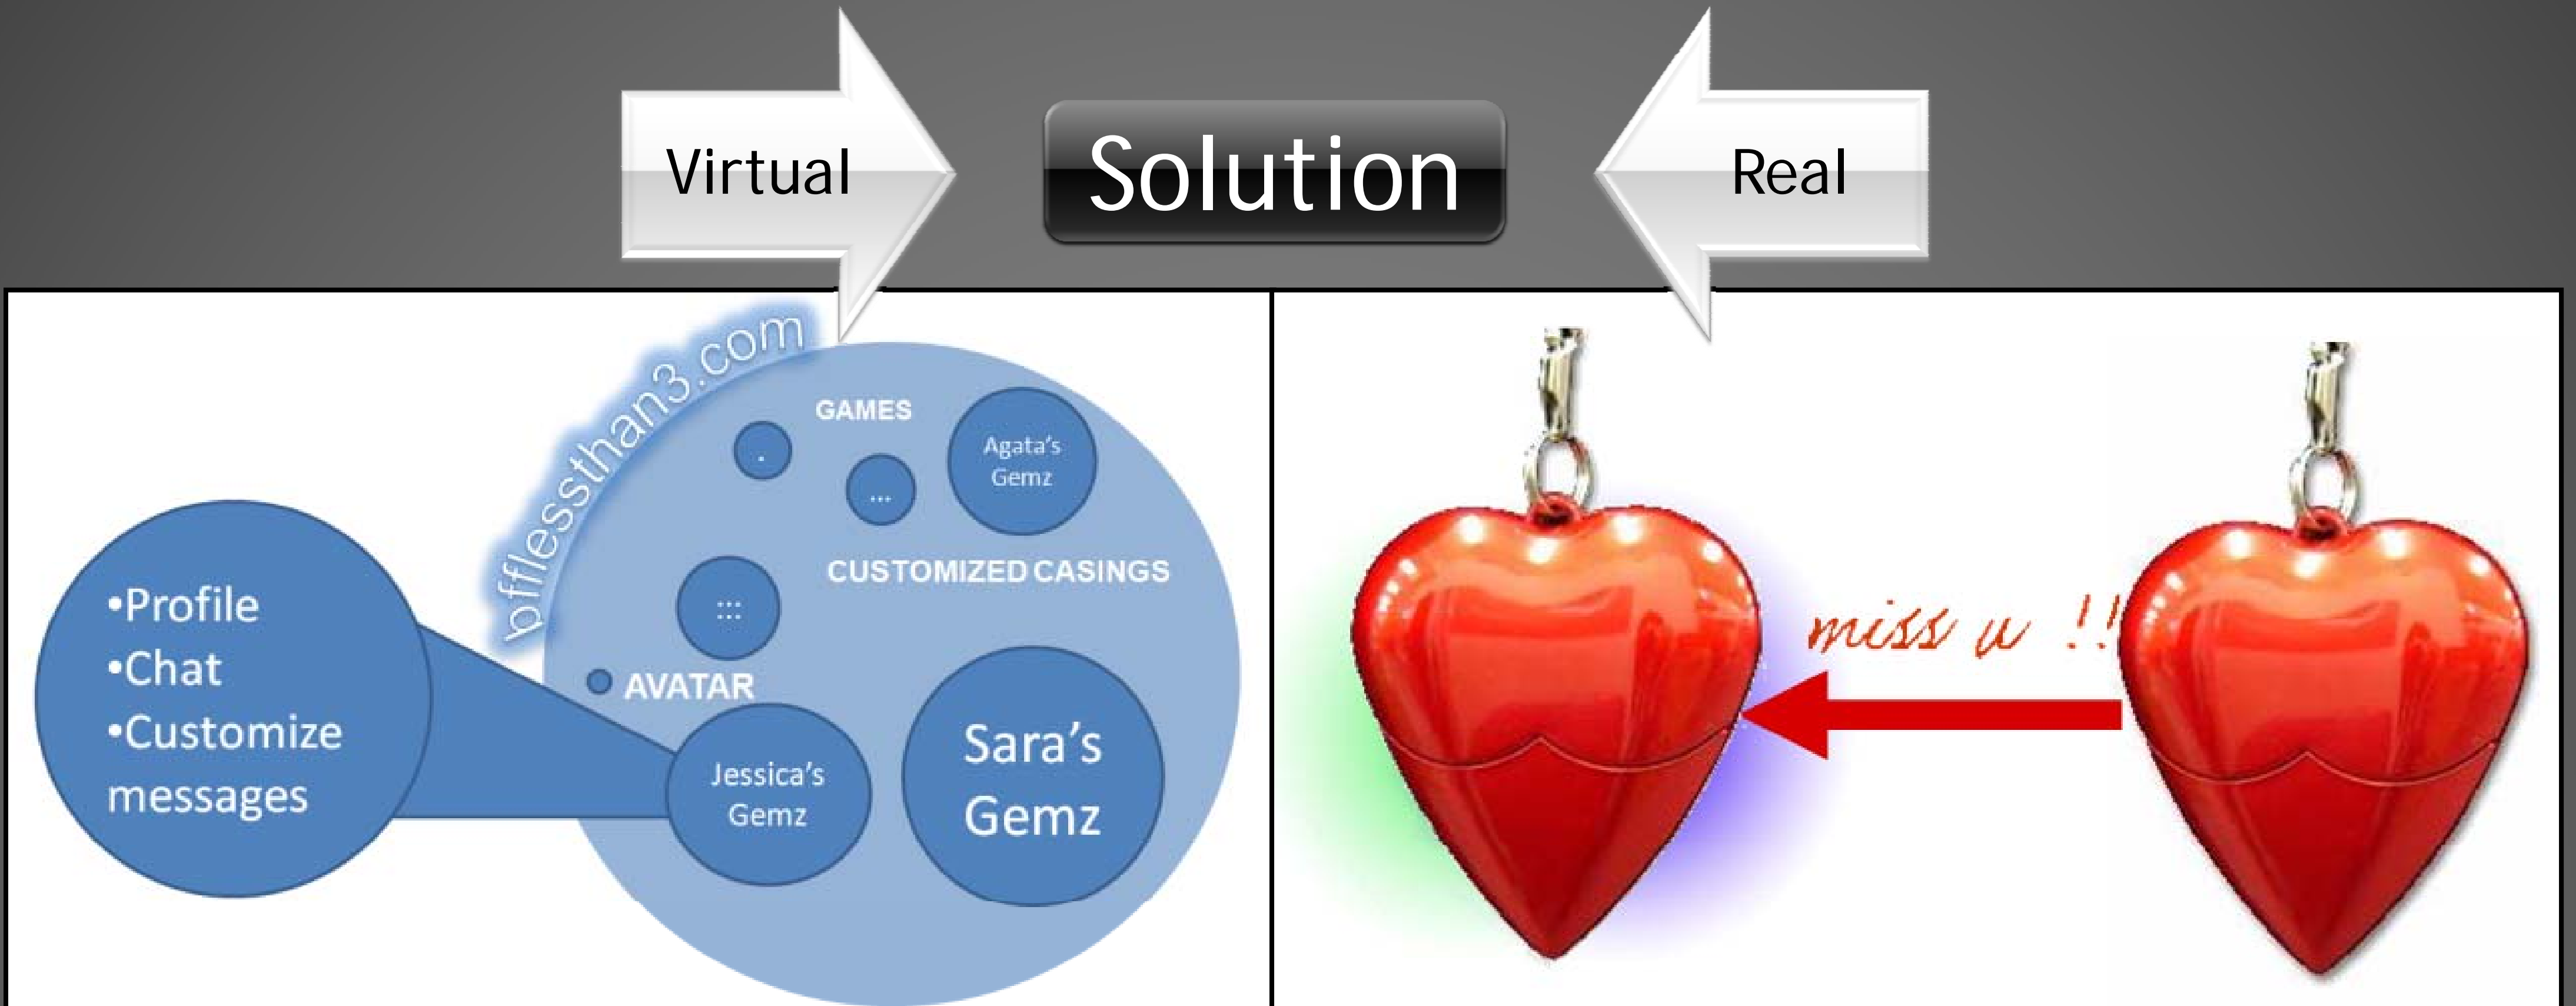 Virtual
Solution
Real
bfflessthan3.com
GAMES
.
...
Agata's
Gemz
CUSTOMIZED CASINGS
:::
AVATAR
•Profile
•Chat
•Customize
messages
Jessica's
Gemz
Sara's
Gemz
miss u !!